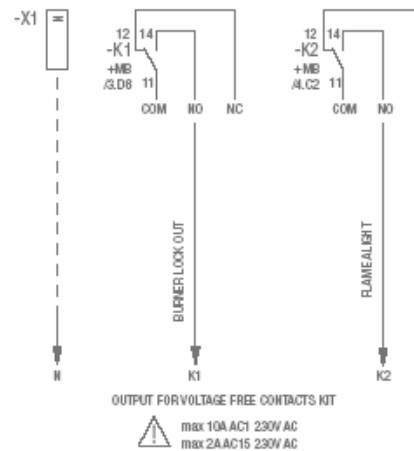 -X1
12 14
-K1
+MB
/3.D8 11
COM NO NC
12 14
-K2
+MB
/4.C2 11
COM NO
BURNER LOCK OUT
FLAME ALIGHT
N K1 K2
OUTPUT FOR VOLTAGE FREE CONTACTS KIT
max 10A AC1 230V AC
max 2A AC15 230V AC